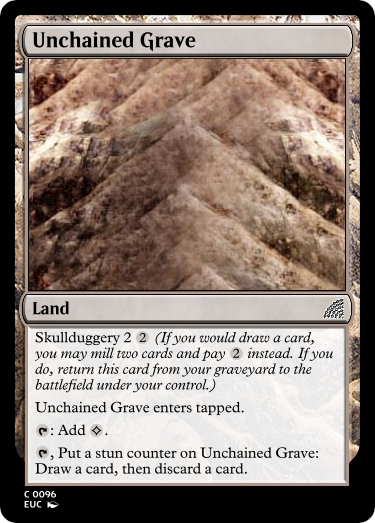 Unchained Grave
Land
Skullduggery 2 2 (If you would draw a card,
you may mill two cards and pay 2 instead. If you
do, return this card from your graveyard to the
battlefield under your control.)
Unchained Grave enters tapped.
: Add .
, Put a stun counter on Unchained Grave:
Draw a card, then discard a card.
C 0096
EUC